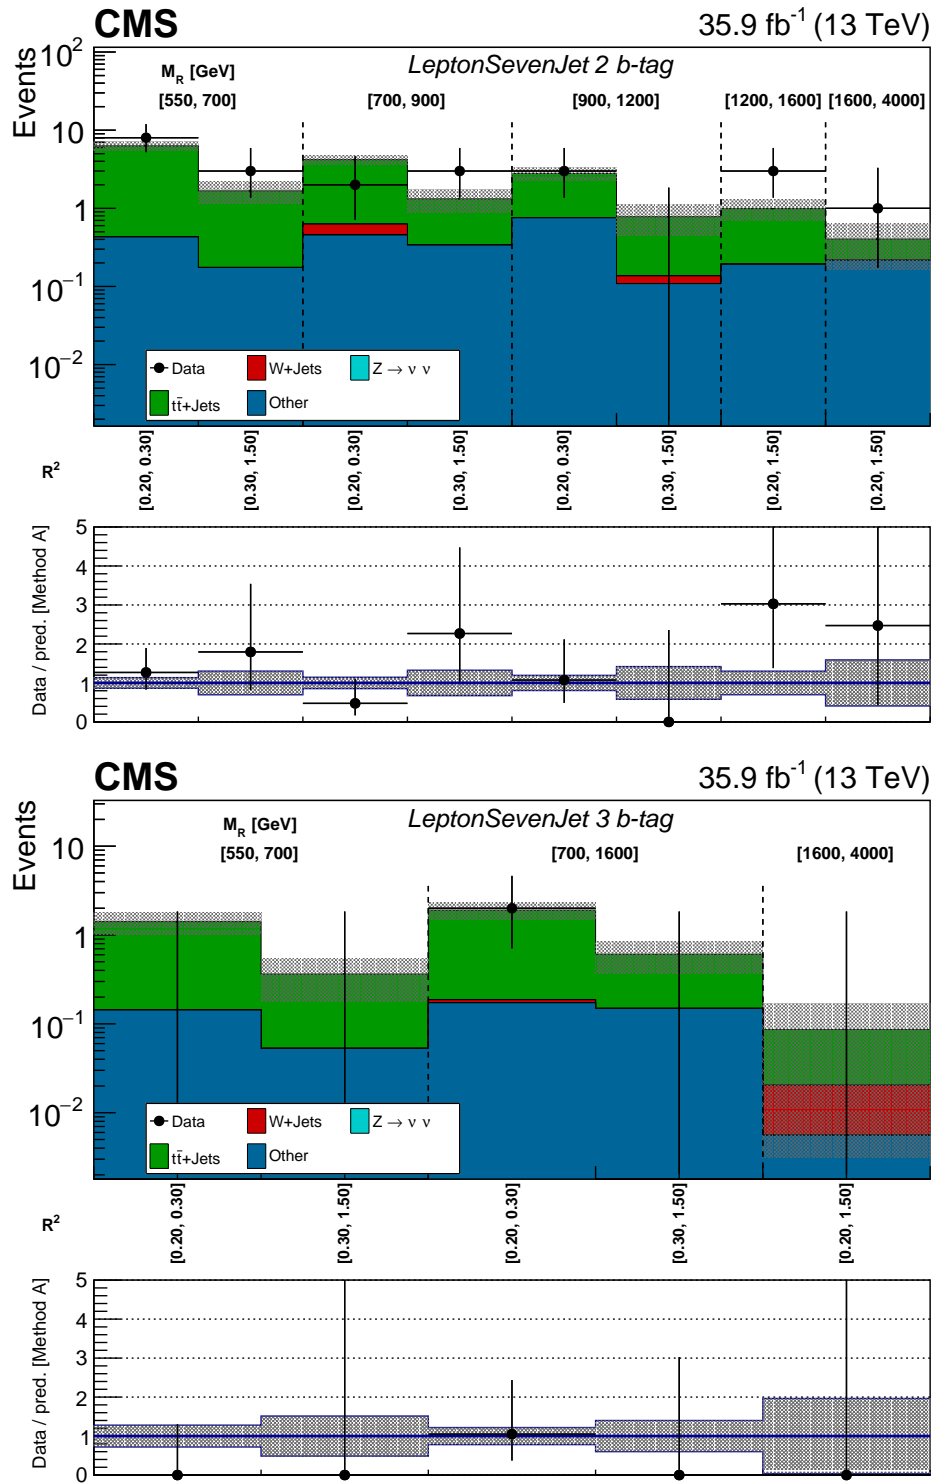 CMS 35.9 fb⁻¹ (13 TeV)
Events
10²
10
1
10⁻¹
10⁻²
LeptonSevenJet 2 b-tag
M_R [GeV]
[550, 700] [700, 900] [900, 1200] [1200, 1600] [1600, 4000]
Data W+Jets Z → ν ν
tt̄+Jets Other
R²
[0.20, 0.30] [0.30, 1.50] [0.20, 0.30] [0.30, 1.50] [0.20, 0.30] [0.30, 1.50] [0.20, 1.50] [0.20, 1.50]
Data / pred. [Method A]
5
4
3
2
1
0
CMS 35.9 fb⁻¹ (13 TeV)
Events
10
1
10⁻¹
10⁻²
LeptonSevenJet 3 b-tag
M_R [GeV]
[550, 700] [700, 1600] [1600, 4000]
Data W+Jets Z → ν ν
tt̄+Jets Other
R²
[0.20, 0.30] [0.30, 1.50] [0.20, 0.30] [0.30, 1.50] [0.20, 1.50]
Data / pred. [Method A]
5
4
3
2
1
0